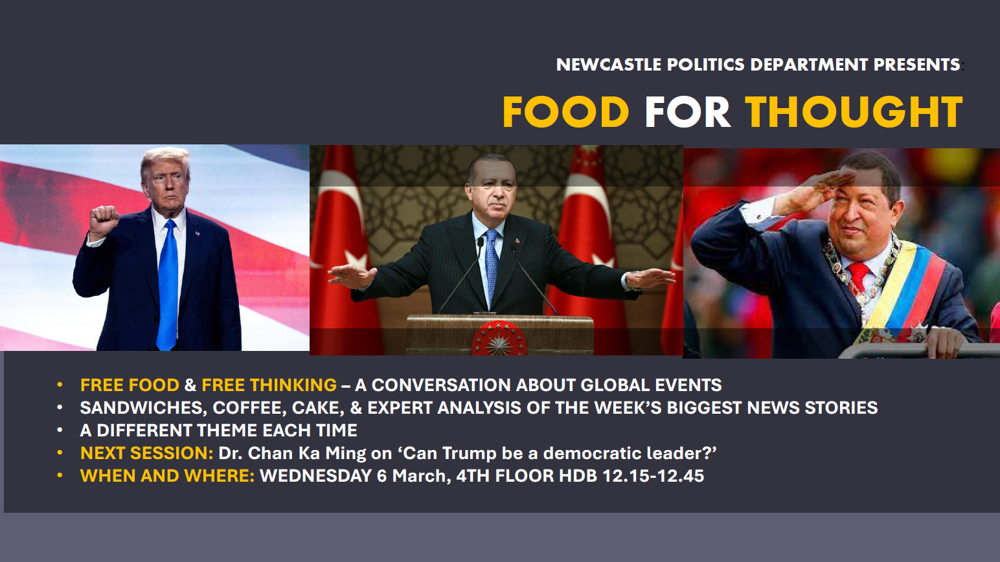 NEWCASTLE POLITICS DEPARTMENT PRESENTS:
FOOD FOR THOUGHT
• FREE FOOD & FREE THINKING – A CONVERSATION ABOUT GLOBAL EVENTS
• SANDWICHES, COFFEE, CAKE, & EXPERT ANALYSIS OF THE WEEK’S BIGGEST NEWS STORIES
• A DIFFERENT THEME EACH TIME
• NEXT SESSION: Dr. Chan Ka Ming on ‘Can Trump be a democratic leader?’
• WHEN AND WHERE: WEDNESDAY 6 March, 4TH FLOOR HDB 12.15-12.45